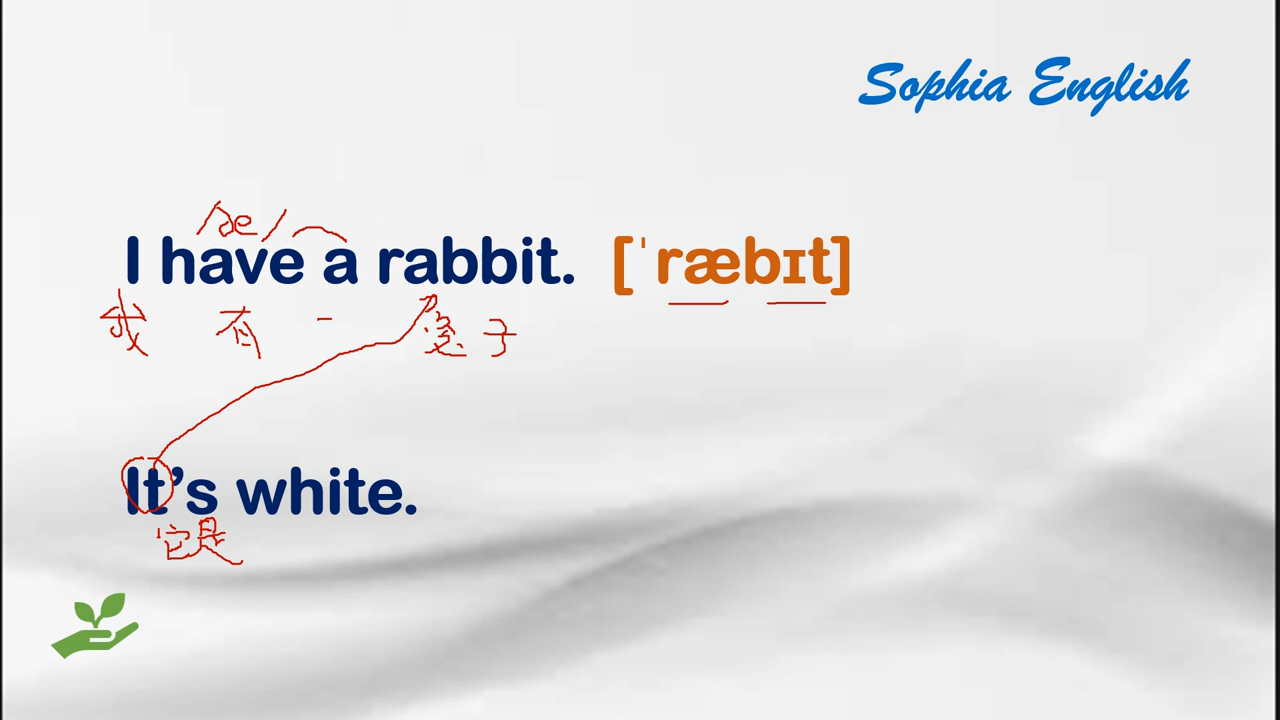 Sophia English
/æ/
I have a rabbit. [ˈræbɪt]
我 有 一 兔 子
It's white.
它是